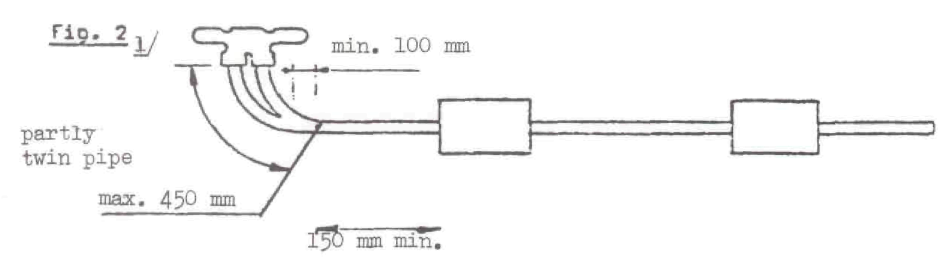 Fig. 2 1/
min. 100 mm
partly
twin pipe
max. 450 mm
150 mm min.